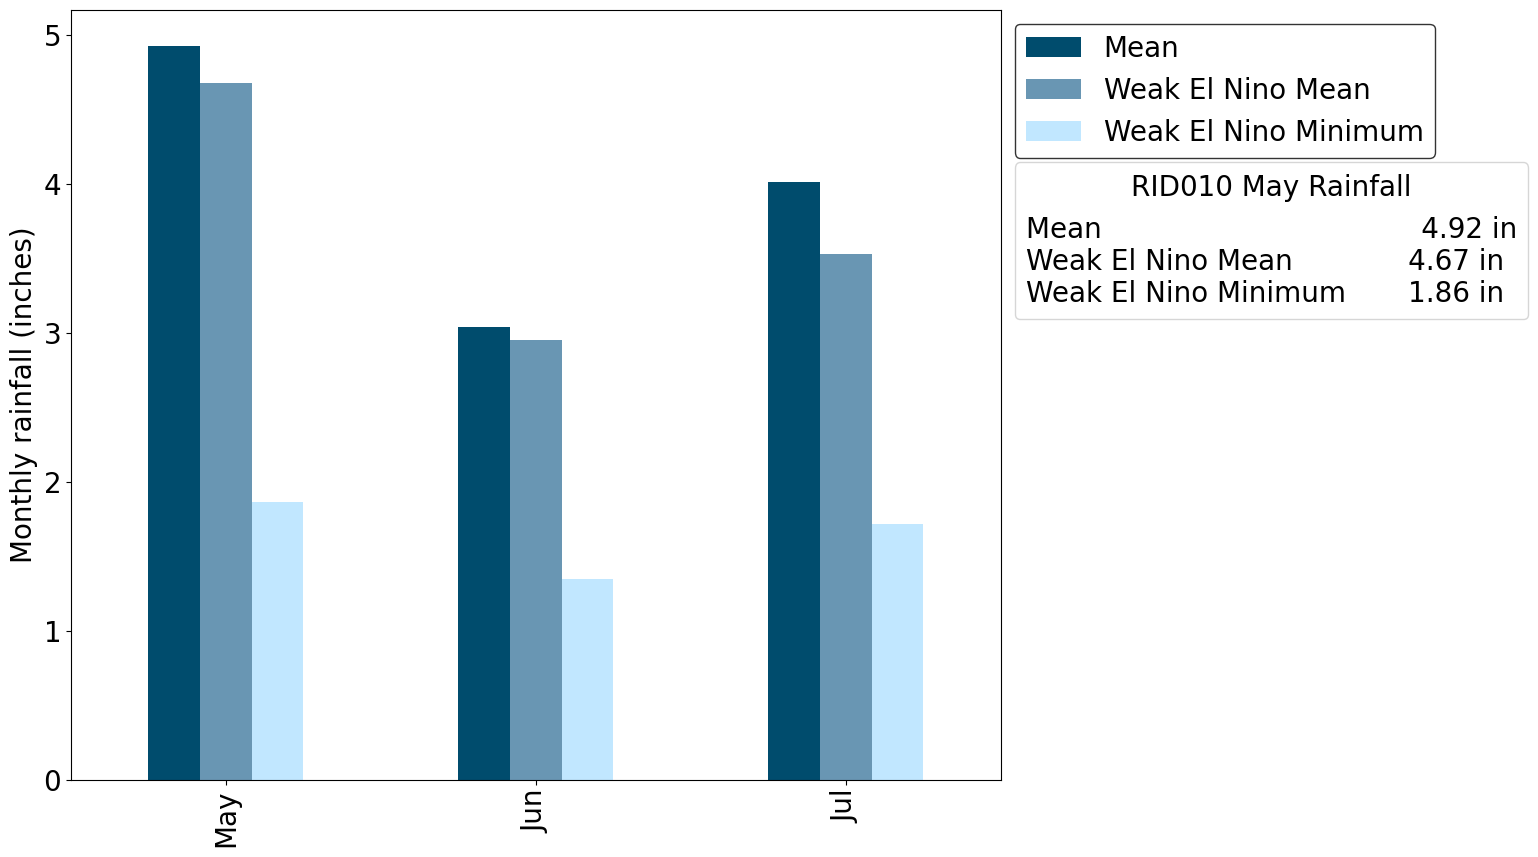 Monthly rainfall (inches)
5
4
3
2
1
0
May
Jun
Jul
Mean
Weak El Nino Mean
Weak El Nino Minimum
RID010 May Rainfall
Mean 4.92 in
Weak El Nino Mean 4.67 in
Weak El Nino Minimum 1.86 in